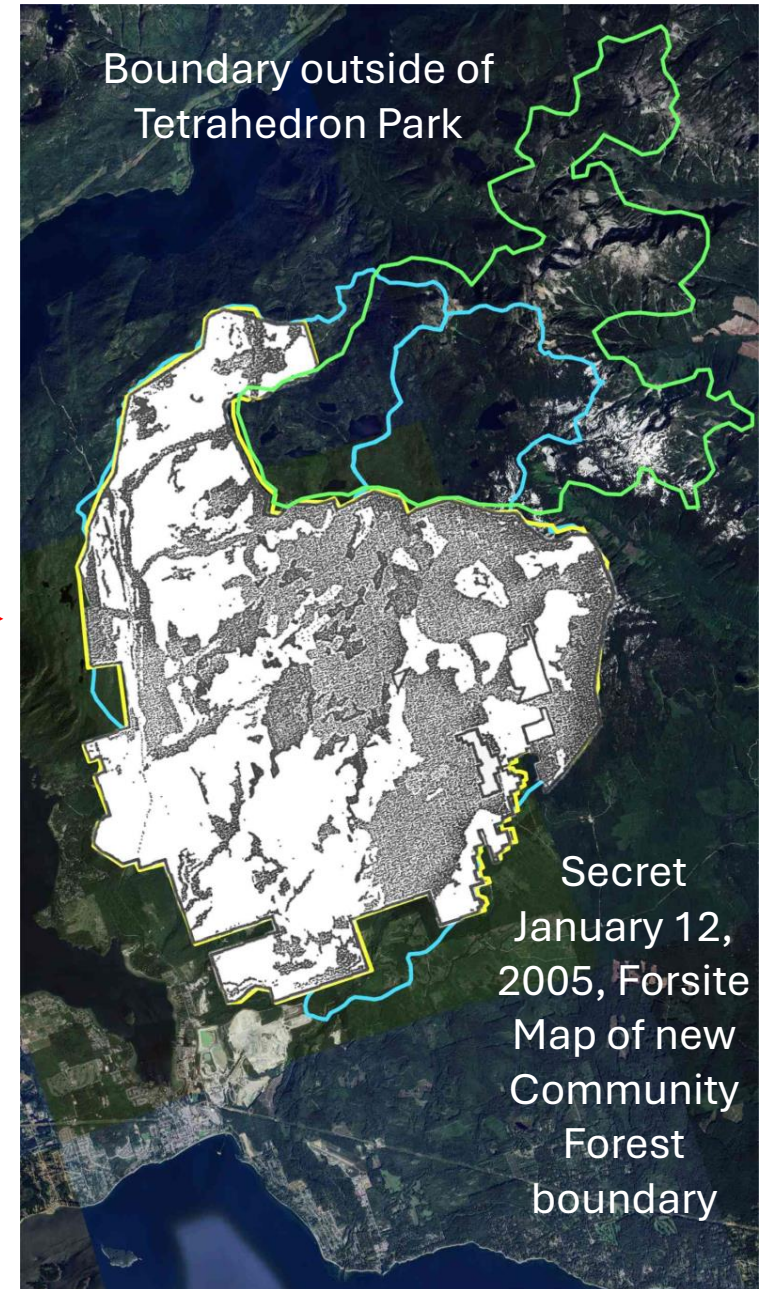 Boundary outside of
Tetrahedron Park
Secret
January 12,
2005, Forsite
Map of new
Community
Forest
boundary